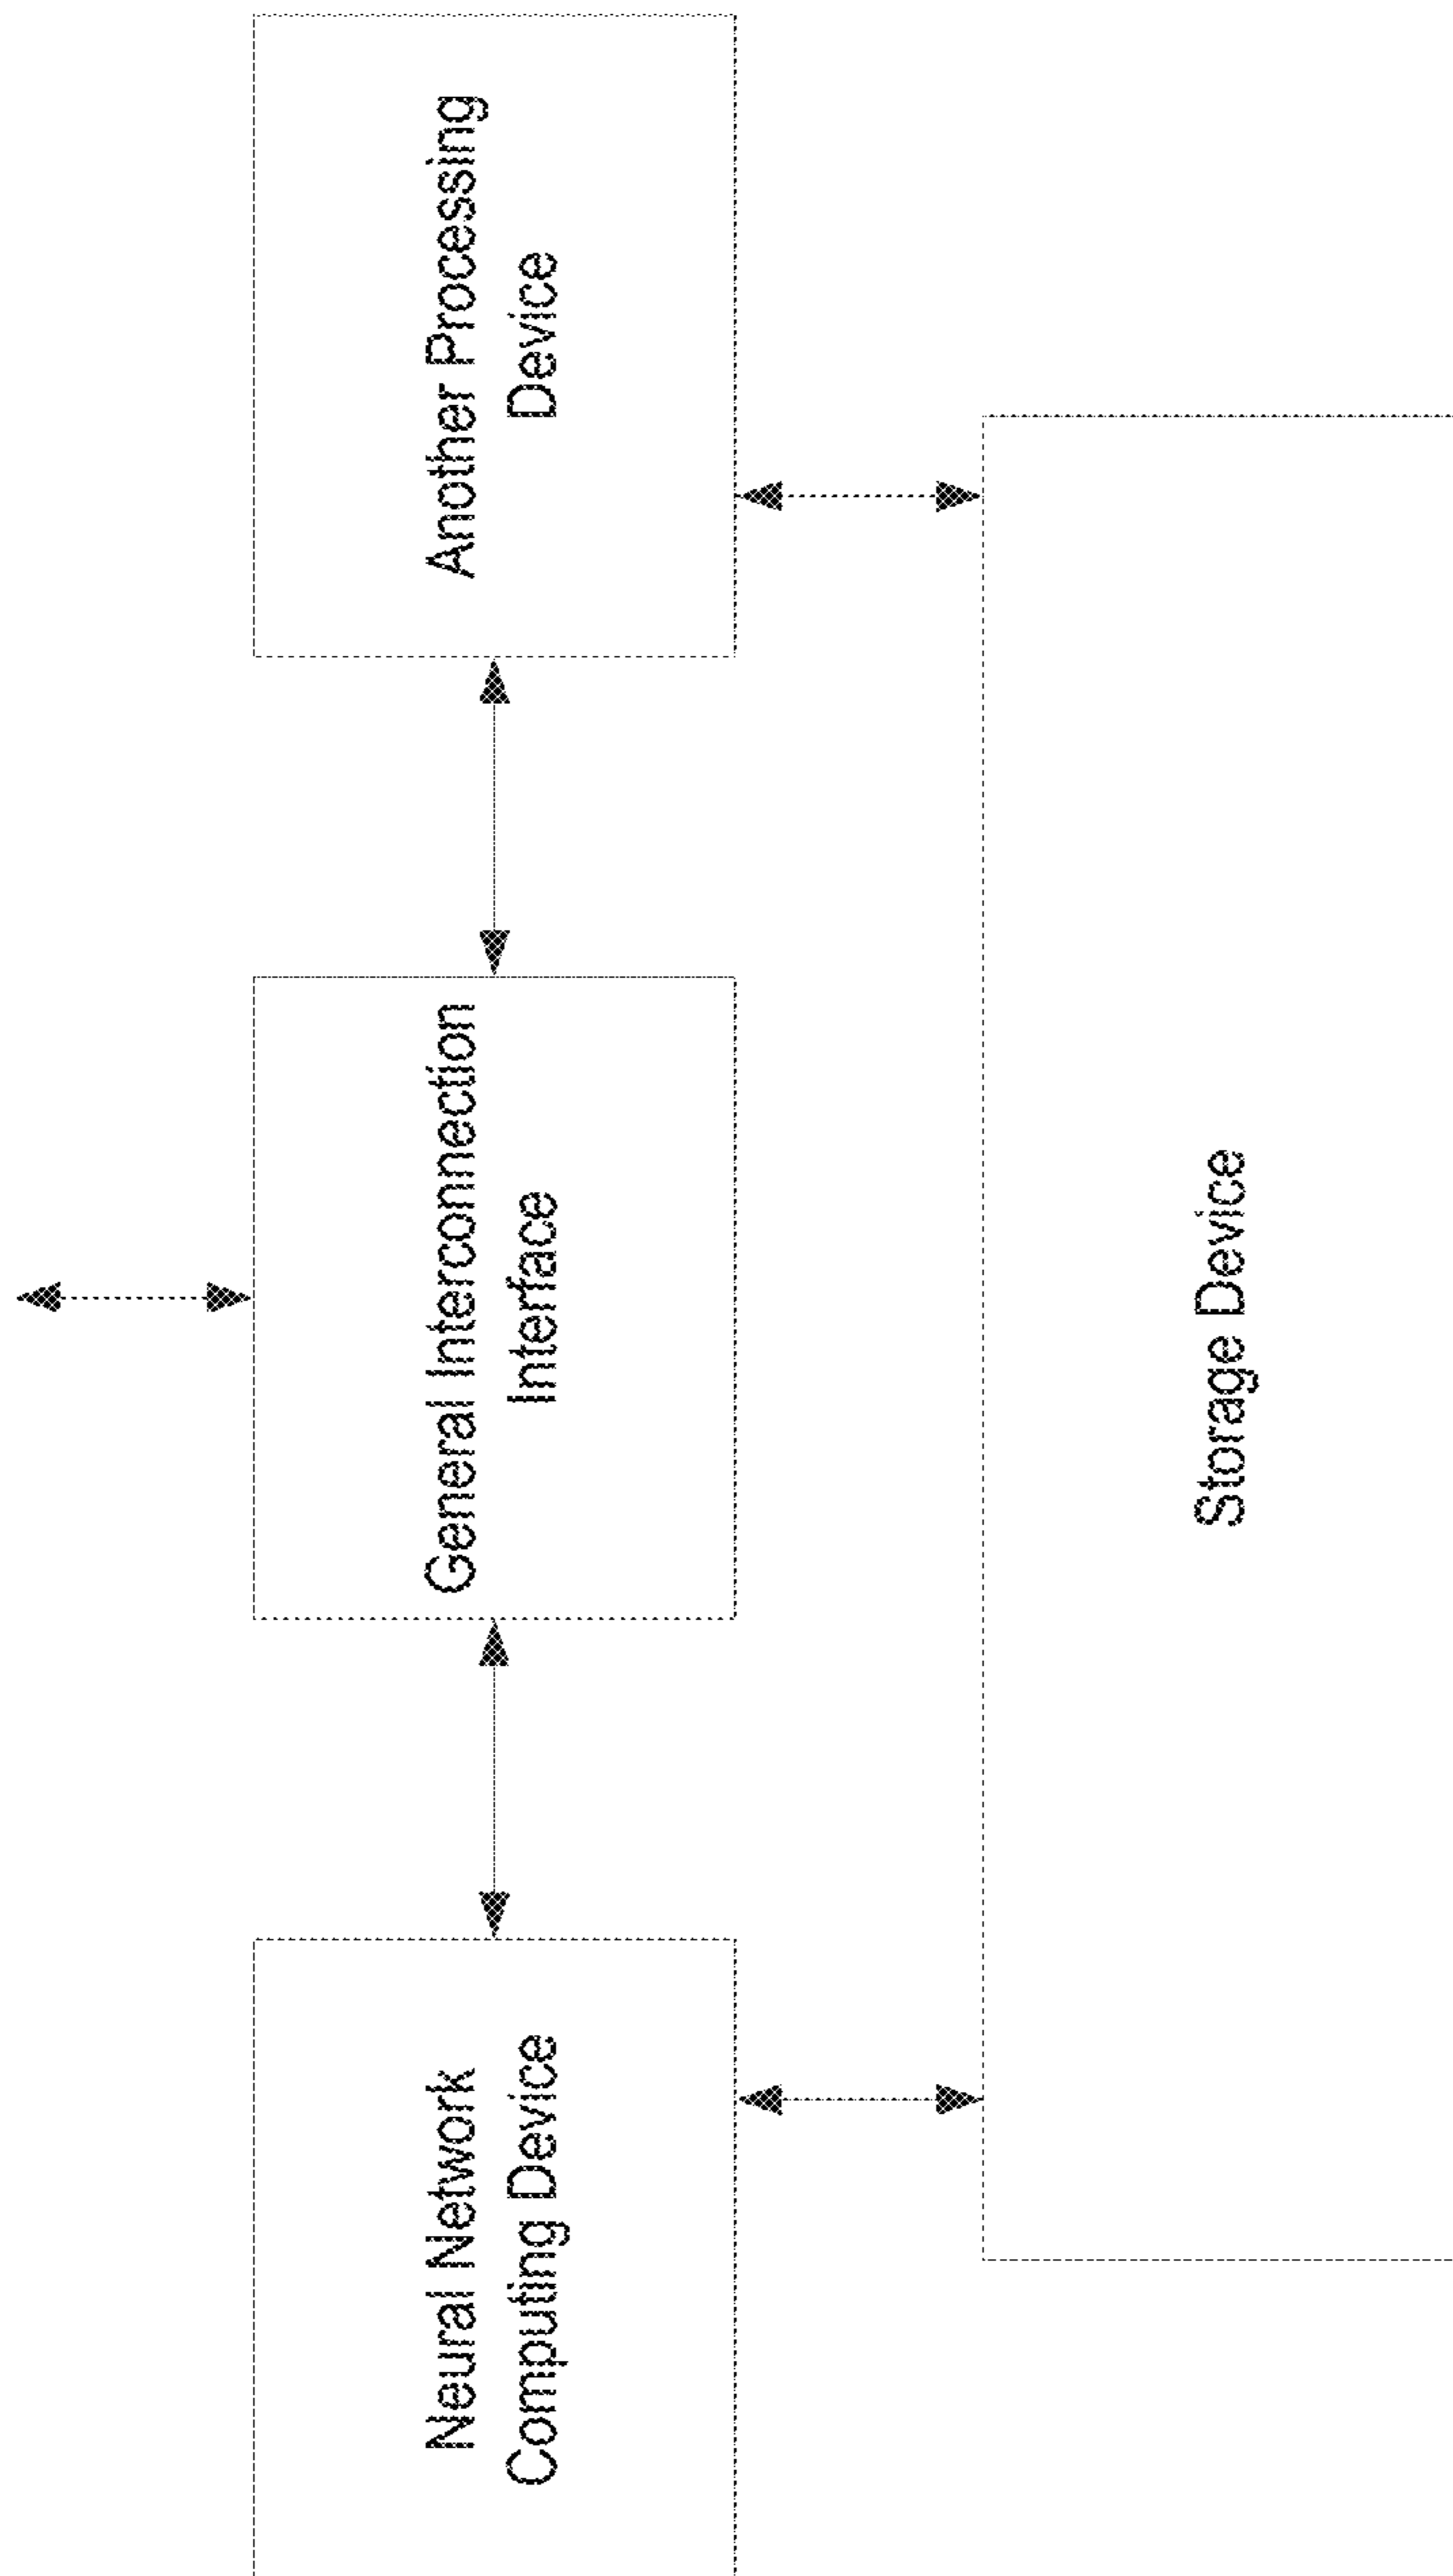 Neural Network
Computing Device
General Interconnection
Interface
Another Processing
Device
Storage Device